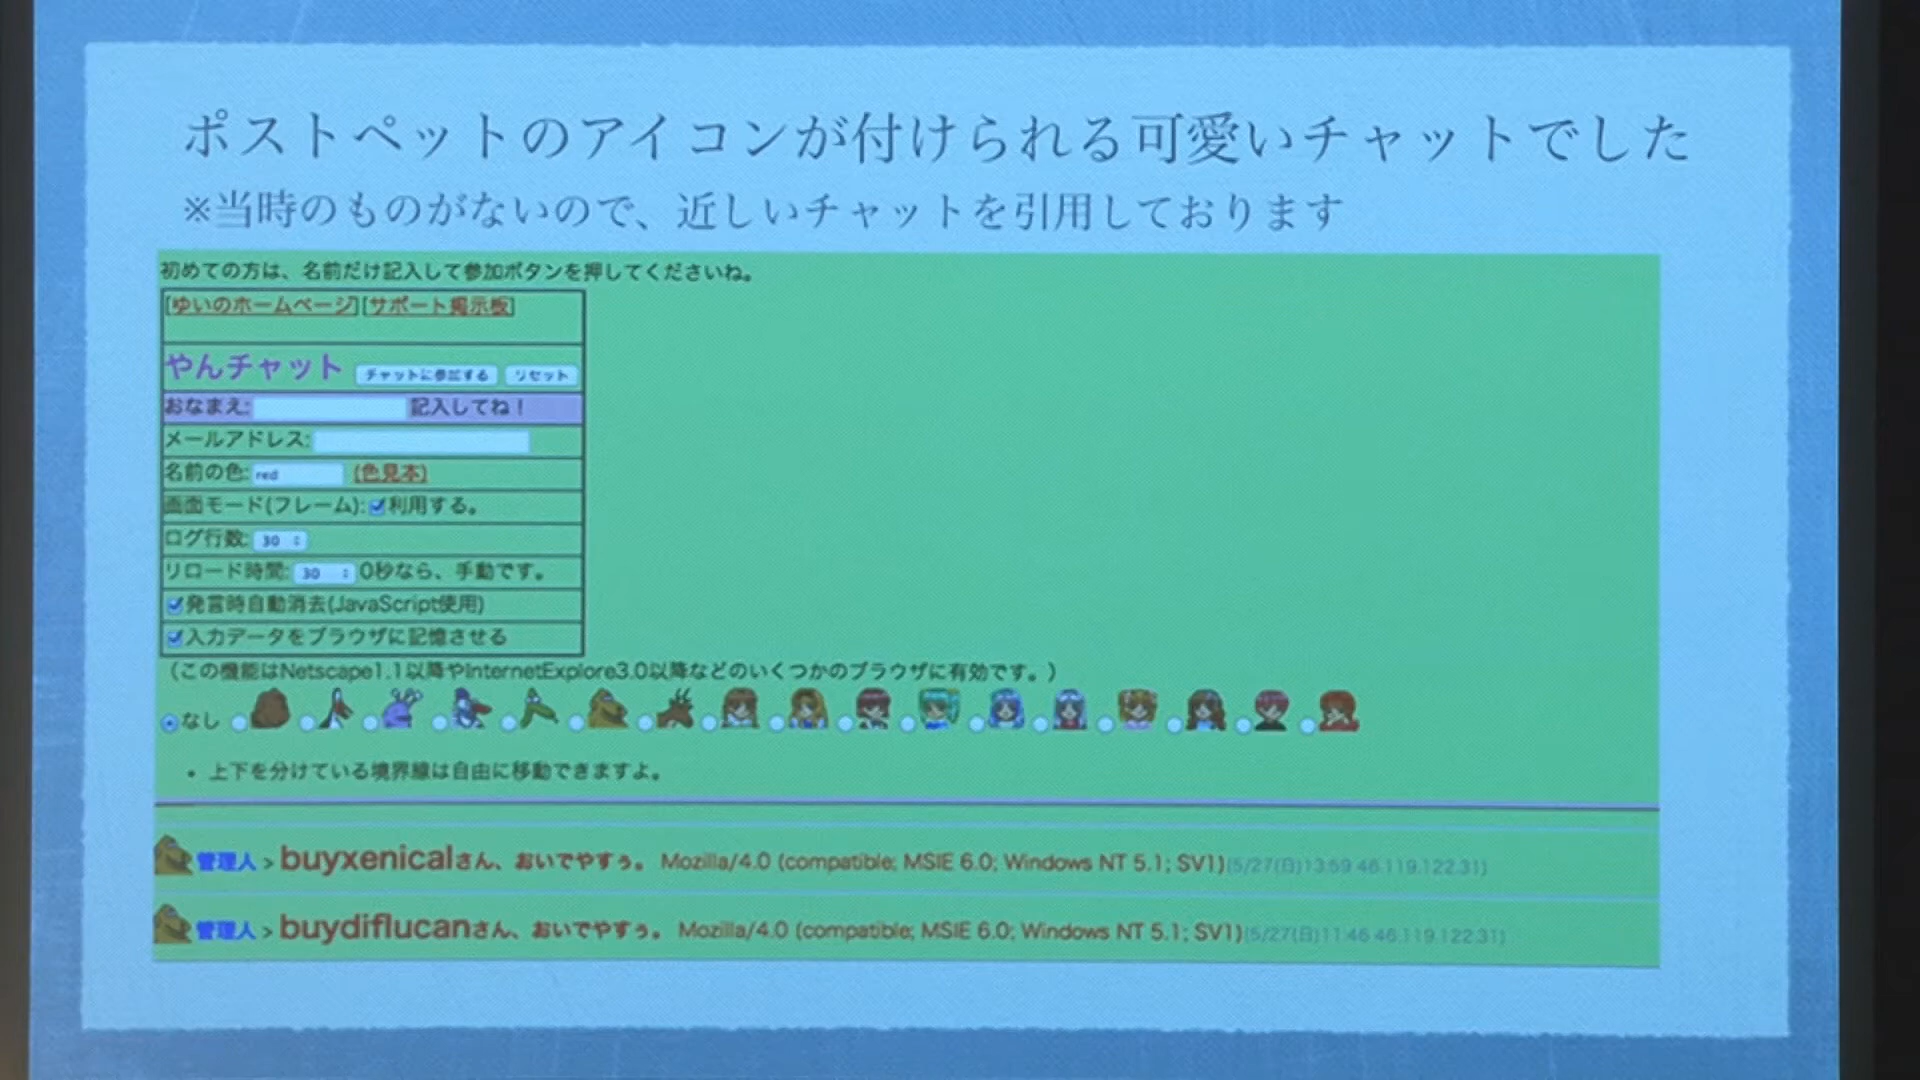 ポストペットのアイコンが付けられる可愛いチャットでした
※当時のものがないので、近しいチャットを引用しております
初めての方は、名前だけ記入して参加ボタンを押してくださいね。
[ゆいのホームページ][サポート掲示板]
やんチャット チャットに参加する リセット
おなまえ: 記入してね！
メールアドレス:
名前の色: red (色見本)
画面モード(フレーム): 利用する。
ログ行数: 30
リロード時間: 30 0秒なら、手動です。
発言時自動消去(JavaScript使用)
入力データをブラウザに記憶させる
（この機能はNetscape1.1以降やInternetExplore3.0以降などのいくつかのブラウザに有効です。）
なし
• 上下を分けている境界線は自由に移動できますよ。
管理人 > buyxenicalさん、おいでやすぅ。 Mozilla/4.0 (compatible; MSIE 6.0; Windows NT 5.1; SV1)(5/27(日)13:59 46.119.122.31)
管理人 > buydiflucanさん、おいでやすぅ。 Mozilla/4.0 (compatible; MSIE 6.0; Windows NT 5.1; SV1)(5/27(日)11:46 46.119.122.31)